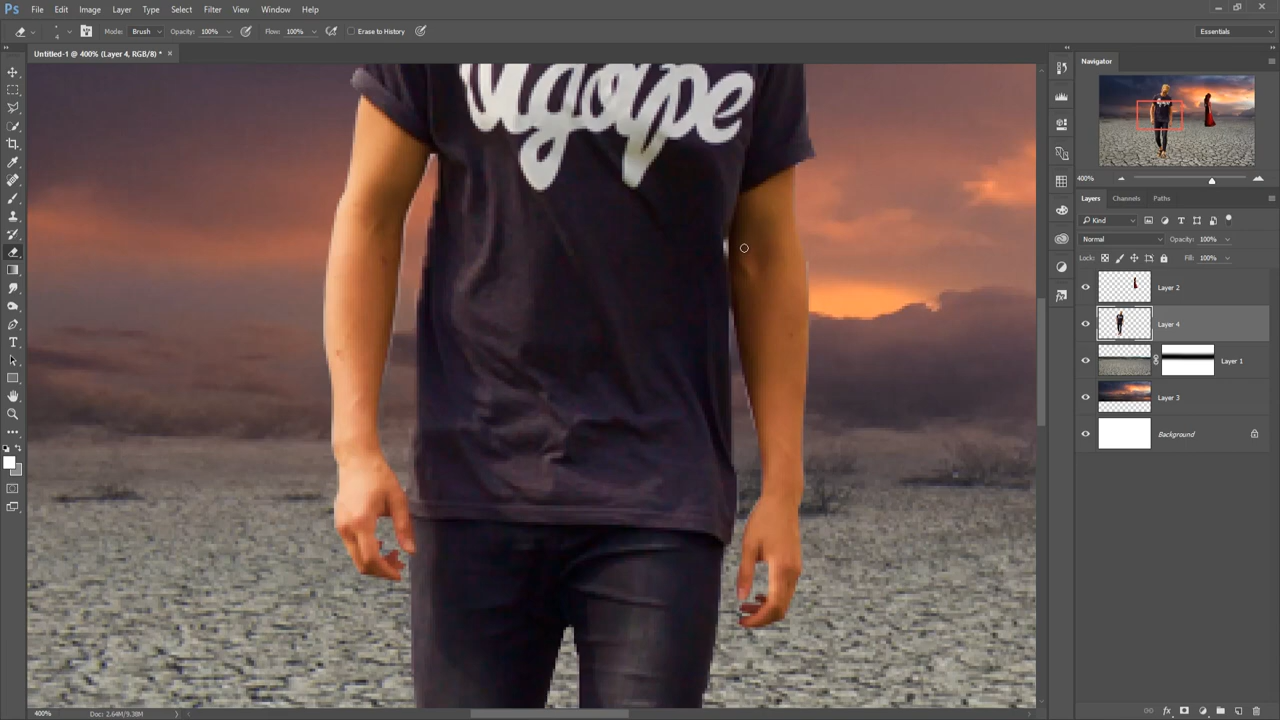 Ps File Edit Image Layer Type Select Filter View Window Help
4 Mode: Brush Opacity: 100% Flow: 100% Erase to History Essentials
Untitled-1 @ 400% (Layer 4, RGB/8) * ×
Navigator
400%
Layers Channels Paths
Kind
Normal Opacity: 100%
Lock: Fill: 100%
Layer 2
Layer 4
Layer 1
Layer 3
Background
400% Doc: 2.64M/9.38M